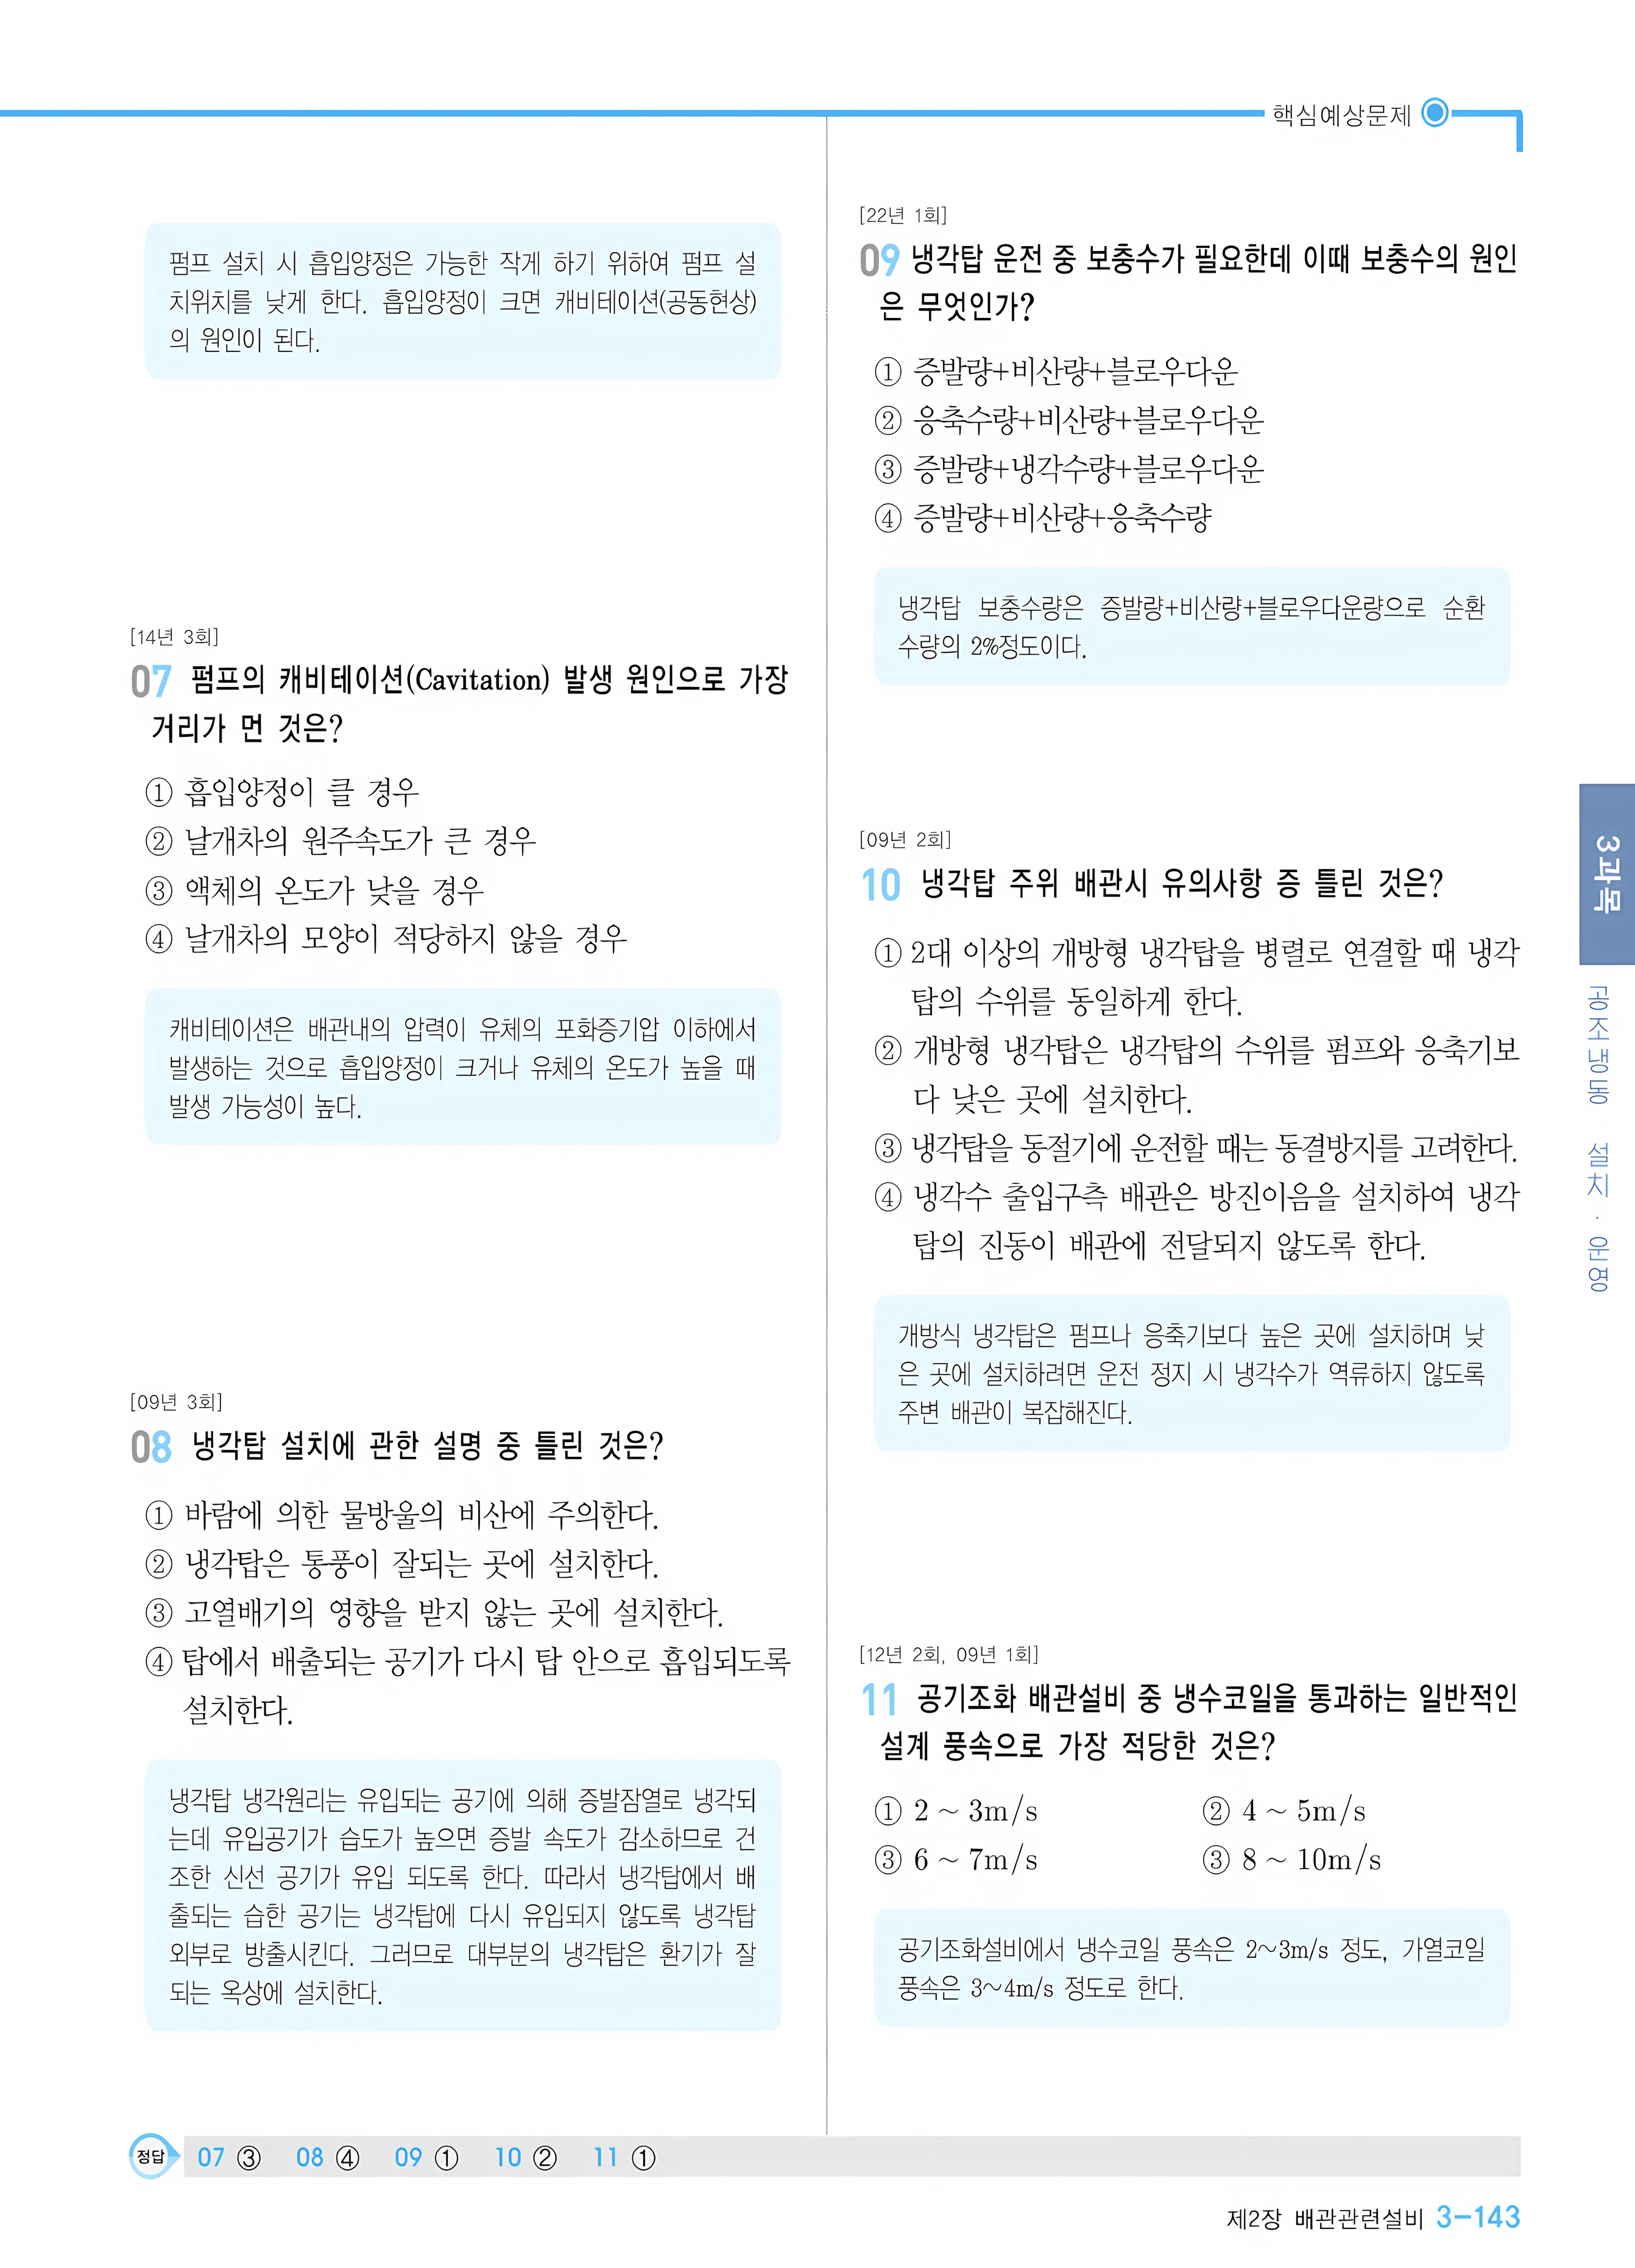 핵심예상문제
펌프 설치 시 흡입양정은 가능한 작게 하기 위하여 펌프 설
치위치를 낮게 한다. 흡입양정이 크면 캐비테이션(공동현상)
의 원인이 된다.
[14년 3회]
07 펌프의 캐비테이션(Cavitation) 발생 원인으로 가장
거리가 먼 것은?
① 흡입양정이 클 경우
② 날개차의 원주속도가 큰 경우
③ 액체의 온도가 낮을 경우
④ 날개차의 모양이 적당하지 않을 경우
캐비테이션은 배관내의 압력이 유체의 포화증기압 이하에서
발생하는 것으로 흡입양정이 크거나 유체의 온도가 높을 때
발생 가능성이 높다.
[09년 3회]
08 냉각탑 설치에 관한 설명 중 틀린 것은?
① 바람에 의한 물방울의 비산에 주의한다.
② 냉각탑은 통풍이 잘되는 곳에 설치한다.
③ 고열배기의 영향을 받지 않는 곳에 설치한다.
④ 탑에서 배출되는 공기가 다시 탑 안으로 흡입되도록
설치한다.
냉각탑 냉각원리는 유입되는 공기에 의해 증발잠열로 냉각되
는데 유입공기가 습도가 높으면 증발 속도가 감소하므로 건
조한 신선 공기가 유입 되도록 한다. 따라서 냉각탑에서 배
출되는 습한 공기는 냉각탑에 다시 유입되지 않도록 냉각탑
외부로 방출시킨다. 그러므로 대부분의 냉각탑은 환기가 잘
되는 옥상에 설치한다.
[22년 1회]
09 냉각탑 운전 중 보충수가 필요한데 이때 보충수의 원인
은 무엇인가?
① 증발량+비산량+블로우다운
② 응축수량+비산량+블로우다운
③ 증발량+냉각수량+블로우다운
④ 증발량+비산량+응축수량
냉각탑 보충수량은 증발량+비산량+블로우다운량으로 순환
수량의 2%정도이다.
[09년 2회]
10 냉각탑 주위 배관시 유의사항 증 틀린 것은?
① 2대 이상의 개방형 냉각탑을 병렬로 연결할 때 냉각
탑의 수위를 동일하게 한다.
② 개방형 냉각탑은 냉각탑의 수위를 펌프와 응축기보
다 낮은 곳에 설치한다.
③ 냉각탑을 동절기에 운전할 때는 동결방지를 고려한다.
④ 냉각수 출입구측 배관은 방진이음을 설치하여 냉각
탑의 진동이 배관에 전달되지 않도록 한다.
개방식 냉각탑은 펌프나 응축기보다 높은 곳에 설치하며 낮
은 곳에 설치하려면 운전 정지 시 냉각수가 역류하지 않도록
주변 배관이 복잡해진다.
[12년 2회, 09년 1회]
11 공기조화 배관설비 중 냉수코일을 통과하는 일반적인
설계 풍속으로 가장 적당한 것은?
① 2 ~ 3m/s ② 4 ~ 5m/s
③ 6 ~ 7m/s ③ 8 ~ 10m/s
공기조화설비에서 냉수코일 풍속은 2~3m/s 정도, 가열코일
풍속은 3~4m/s 정도로 한다.
3과목
공조냉동 설치·운영
정답 07 ③ 08 ④ 09 ① 10 ② 11 ①
제2장 배관관련설비 3-143